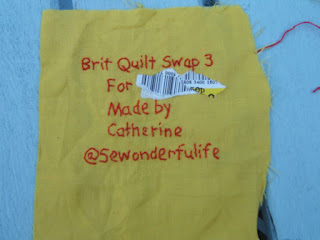 Brit Quilt Swap 3
For
Made by
Catherine
@Sewonderfulife